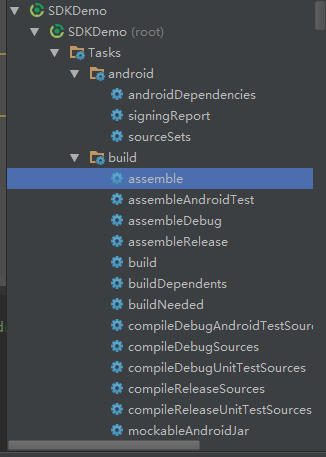 SDKDemo
SDKDemo (root)
Tasks
android
androidDependencies
signingReport
sourceSets
build
assemble
assembleAndroidTest
assembleDebug
assembleRelease
build
buildDependents
buildNeeded
compileDebugAndroidTestSour
compileDebugSources
compileDebugUnitTestSources
compileReleaseSources
compileReleaseUnitTestSources
mockableAndroidJar